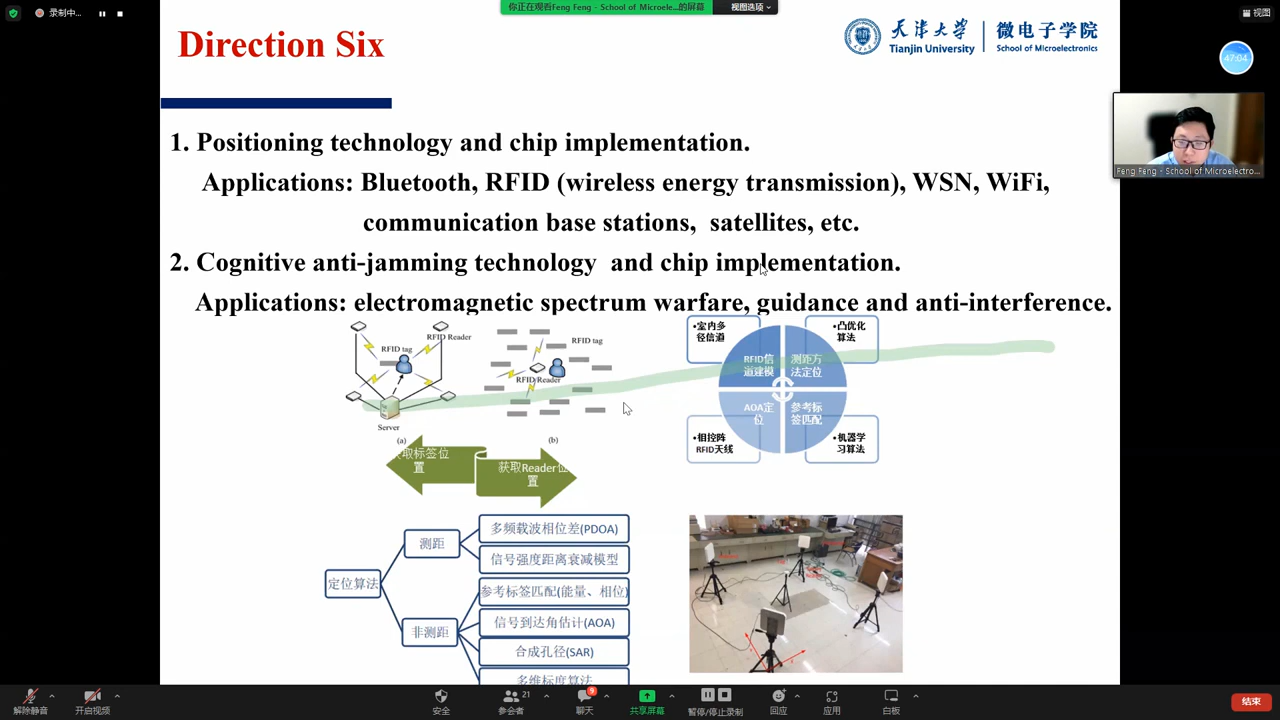 录制中...
你正在观看Feng Feng - School of Microele...的屏幕
视图选项
视图
Direction Six
天津大学
Tianjin University
微电子学院
School of Microelectronics
47:04
Feng Feng - School of Microelectro...
1. Positioning technology and chip implementation.
Applications: Bluetooth, RFID (wireless energy transmission), WSN, WiFi,
communication base stations, satellites, etc.
2. Cognitive anti-jamming technology and chip implementation.
Applications: electromagnetic spectrum warfare, guidance and anti-interference.
RFID Reader
RFID tag
Server
(a)
RFID tag
RFID Reader
(b)
获取标签位
置
获取Reader位
置
•室内多
径信道
•凸优化
算法
RFID信
道建模
测距方
法定位
AOA定
位
参考标
签匹配
•相控阵
RFID天线
•机器学
习算法
定位算法
测距
多频载波相位差(PDOA)
信号强度距离衰减模型
非测距
参考标签匹配(能量、相位)
信号到达角估计(AOA)
合成孔径(SAR)
多维标度算法
解除静音
开启视频
安全
参会者
21
聊天
9
共享屏幕
暂停/停止录制
回应
应用
白板
结束